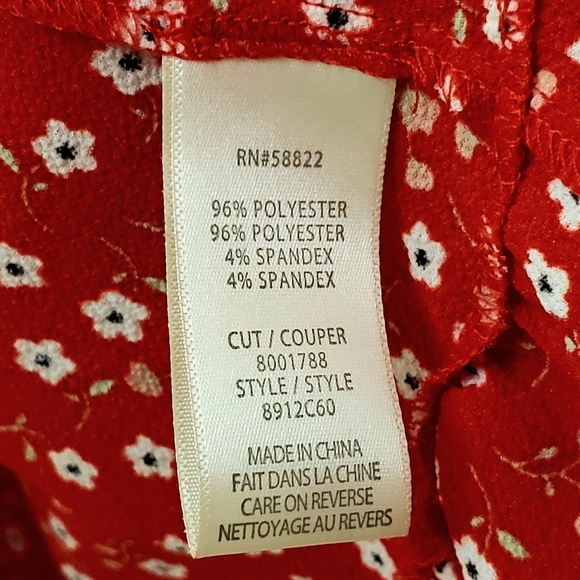 RN#58822
96% POLYESTER
96% POLYESTER
4% SPANDEX
4% SPANDEX
CUT / COUPER
8001788
STYLE / STYLE
8912C60
MADE IN CHINA
FAIT DANS LA CHINE
CARE ON REVERSE
NETTOYAGE AU REVERS